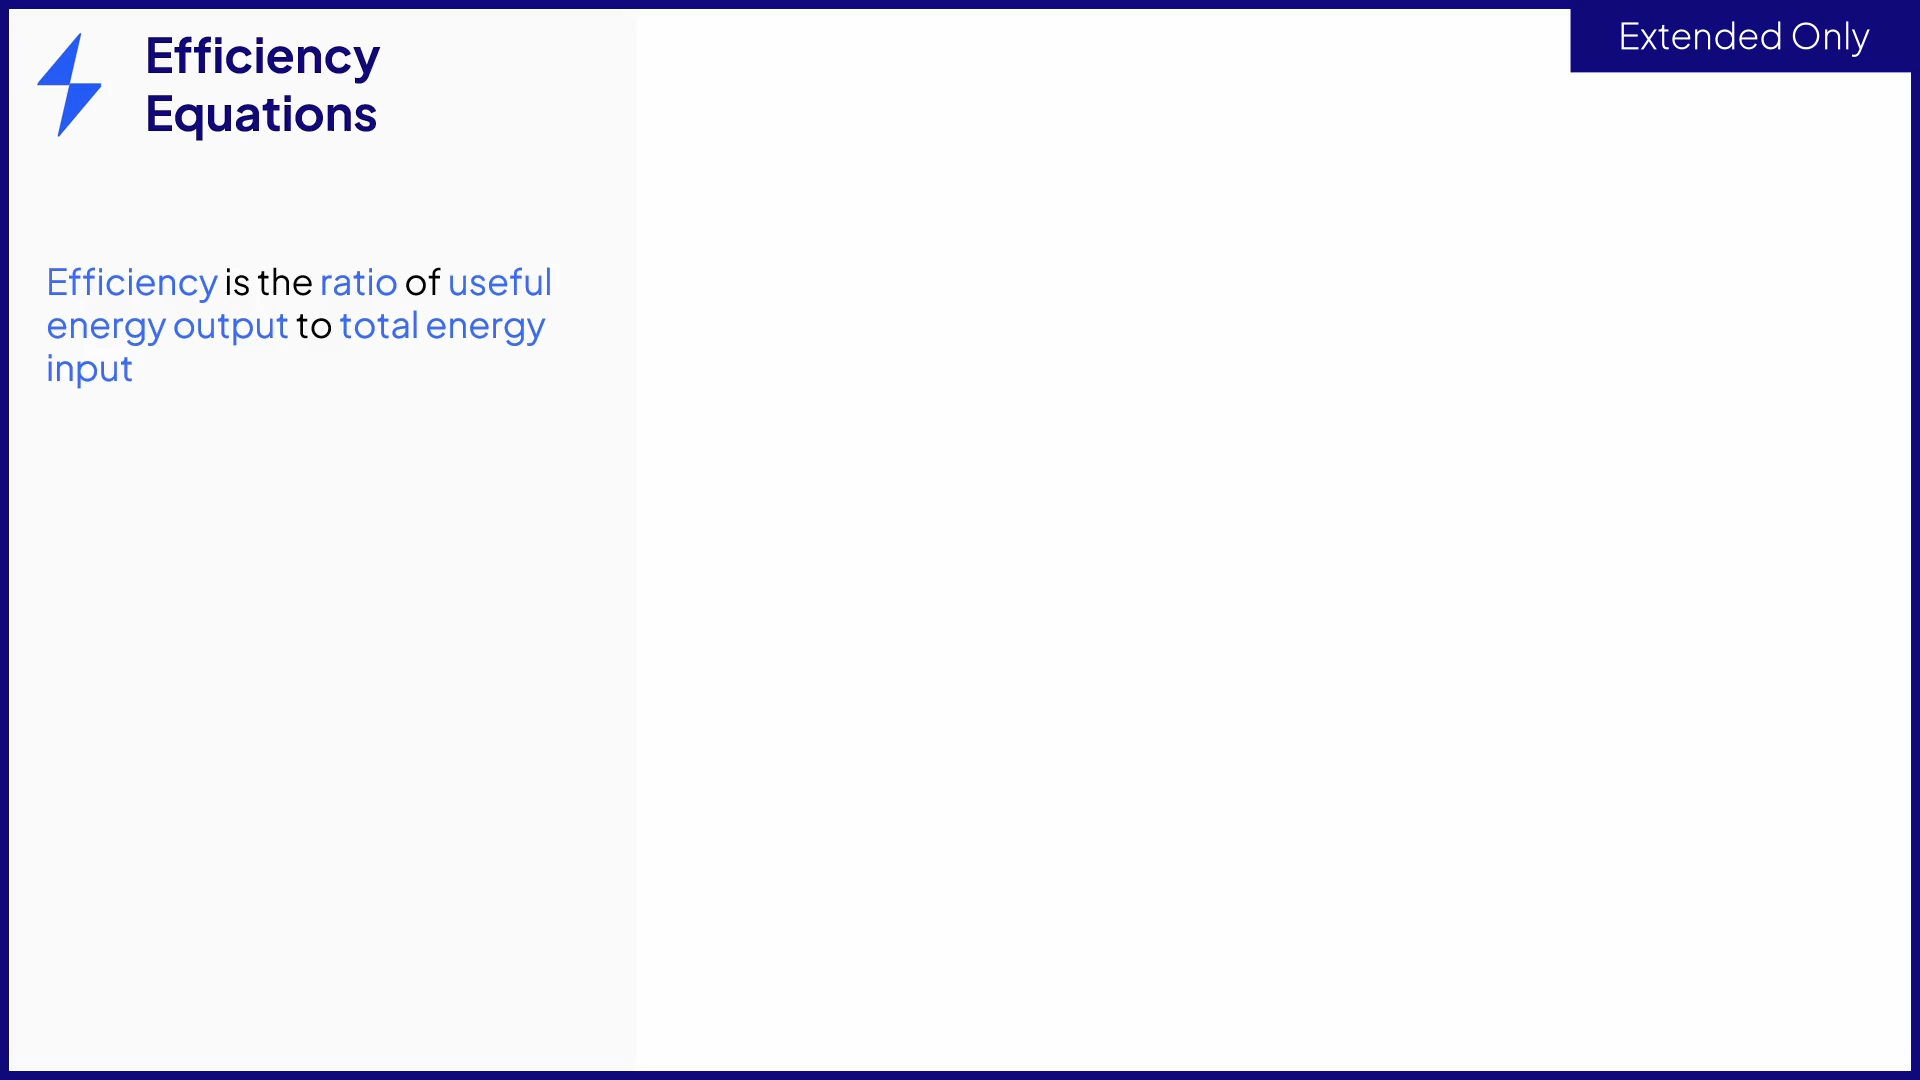 Efficiency
Equations
Extended Only
Efficiency is the ratio of useful
energy output to total energy
input